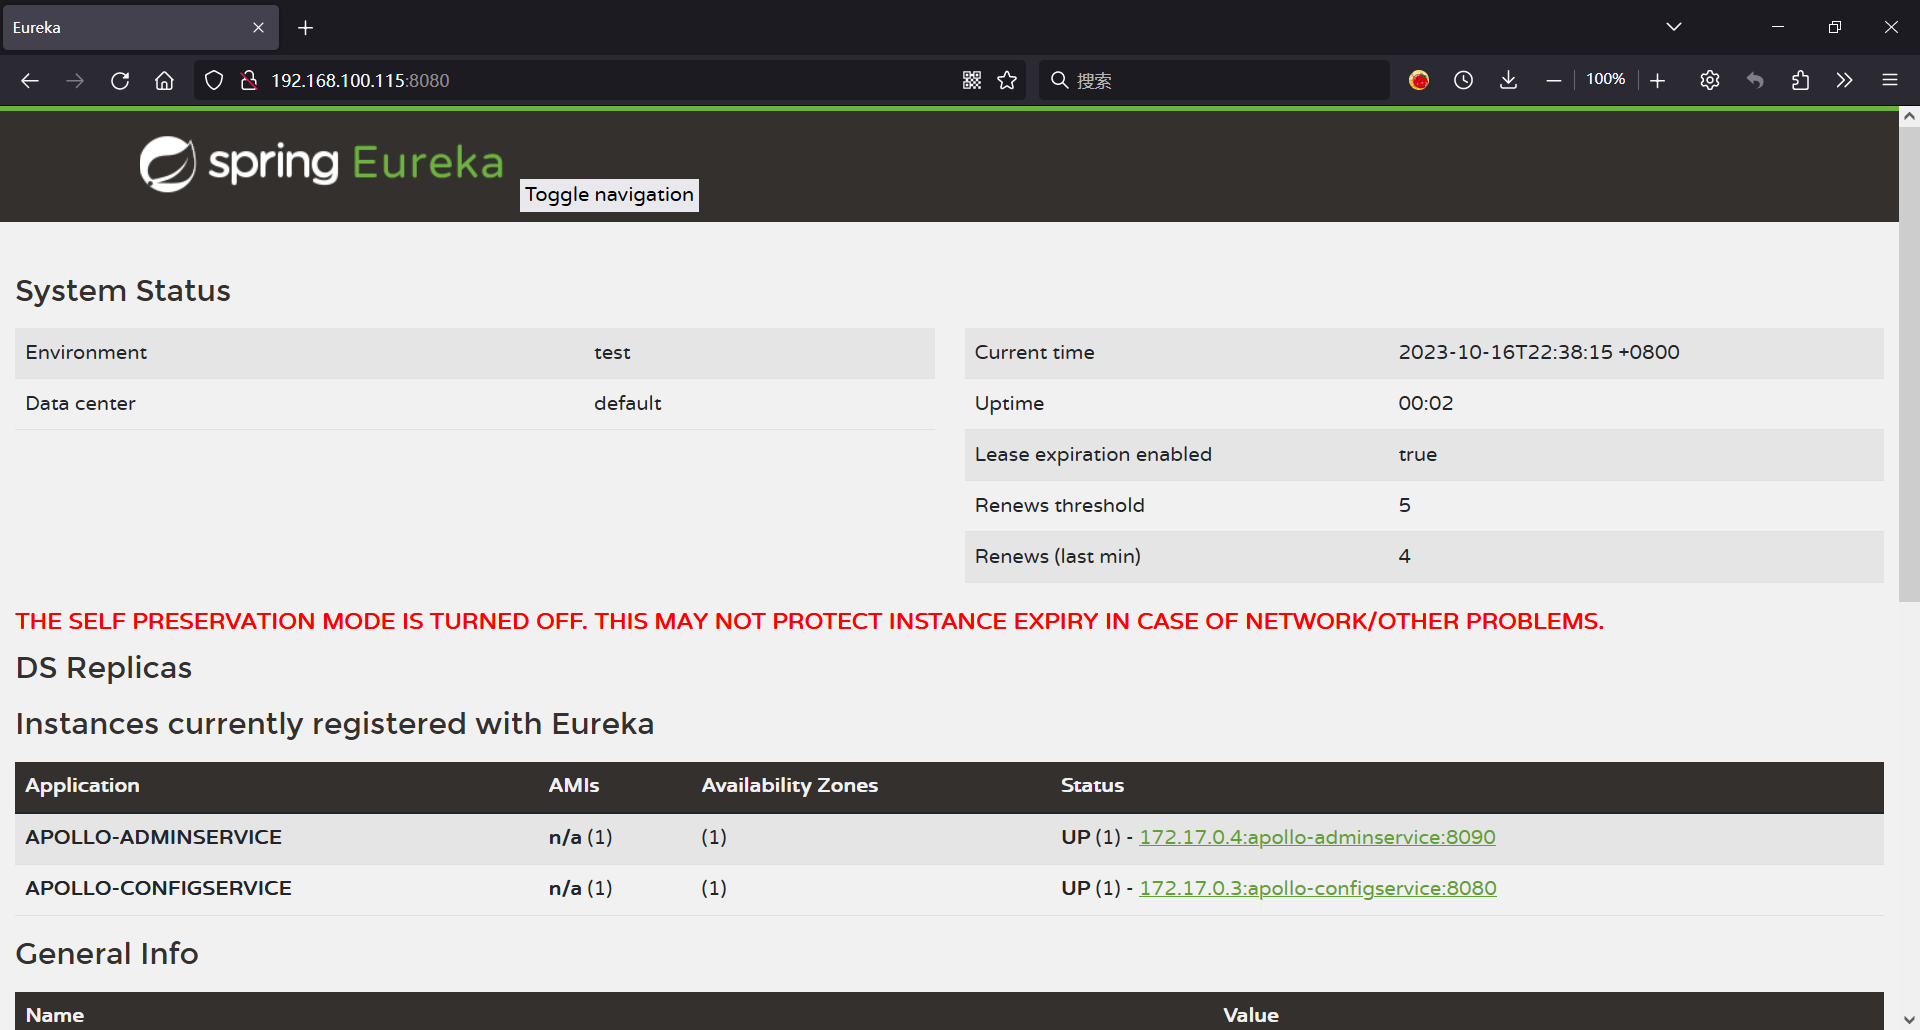 Eureka
192.168.100.115:8080
搜索
100%
spring Eureka
Toggle navigation
System Status
Environment test
Data center default
Current time 2023-10-16T22:38:15 +0800
Uptime 00:02
Lease expiration enabled true
Renews threshold 5
Renews (last min) 4
THE SELF PRESERVATION MODE IS TURNED OFF. THIS MAY NOT PROTECT INSTANCE EXPIRY IN CASE OF NETWORK/OTHER PROBLEMS.
DS Replicas
Instances currently registered with Eureka
Application AMIs Availability Zones Status
APOLLO-ADMINSERVICE n/a (1) (1) UP (1) - 172.17.0.4:apollo-adminservice:8090
APOLLO-CONFIGSERVICE n/a (1) (1) UP (1) - 172.17.0.3:apollo-configservice:8080
General Info
Name Value